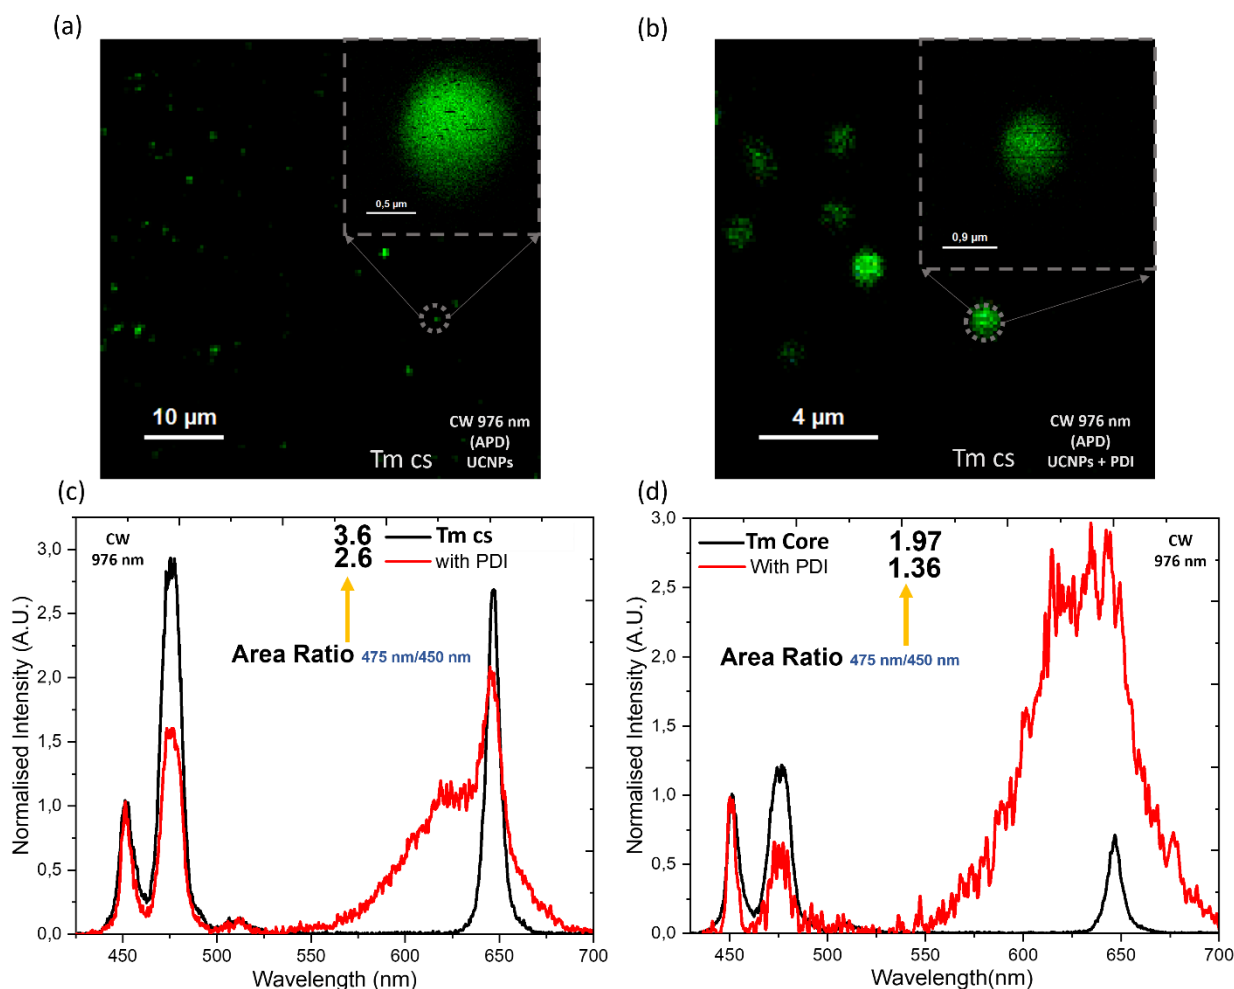 (a)
0,5 µm
10 µm
CW 976 nm
(APD)
UCNPs
Tm cs
(b)
0,9 µm
4 µm
CW 976 nm
(APD)
UCNPs + PDI
Tm cs
(c)
CW
976 nm
3.6 Tm cs
2.6 with PDI
Area Ratio 475 nm/450 nm
Normalised Intensity (A.U.)
3,0
2,5
2,0
1,5
1,0
0,5
0,0
450 500 550 600 650 700
Wavelength (nm)
(d)
Tm Core 1.97
With PDI 1.36
CW
976 nm
Area Ratio 475 nm/450 nm
Normalised Intensity (A.U.)
3,0
2,5
2,0
1,5
1,0
0,5
0,0
450 500 550 600 650 700
Wavelength(nm)